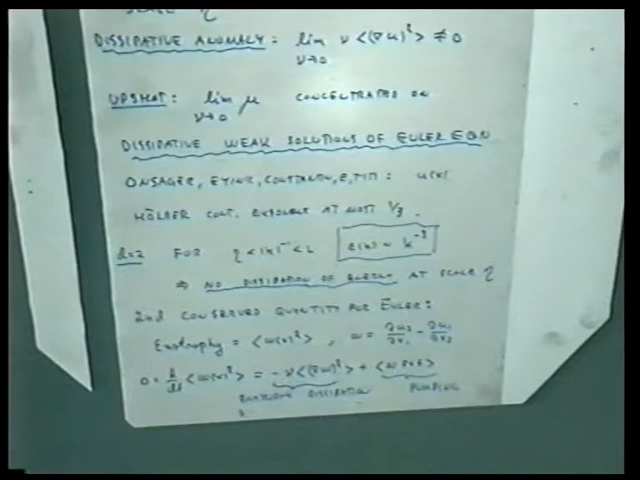 SCALE η
DISSIPATIVE ANOMALY: lim ν→0 ν <(∇u)²> ≠ 0
UPSHOT: lim ν→0 μ CONCENTRATED ON
DISSIPATIVE WEAK SOLUTIONS OF EULER EQN
ONSAGER, EYINK, CONSTANTIN, E, TITI: u(x)
HÖLDER CONT. EXPONENT AT MOST 1/3.
d=2 FOR η < |k|⁻¹ < L e(k) ~ k⁻³
⇒ NO DISSIPATION OF ENERGY AT SCALE η
2nd CONSERVED QUANTITY FOR EULER:
Enstrophy = <ω(x)²>, ω = ∂u₂/∂x₁ - ∂u₁/∂x₂
0 = d/dt <ω(x)²> = -ν<(∇ω)²> + <ω ∇×f>
ENSTROPHY DISSIPATION PUMPING